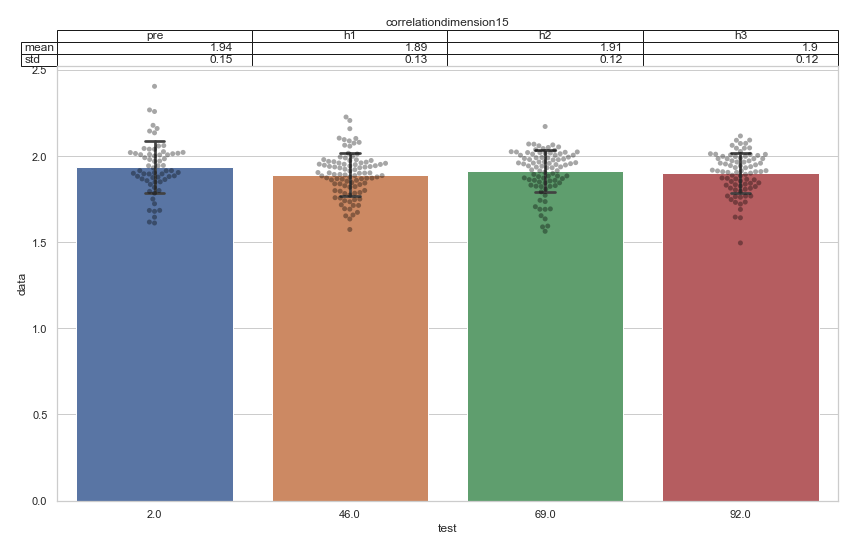 correlationdimension15
pre h1 h2 h3
mean 1.94 1.89 1.91 1.9
std 0.15 0.13 0.12 0.12
2.5
2.0
1.5
1.0
0.5
0.0
data
2.0 46.0 69.0 92.0
test